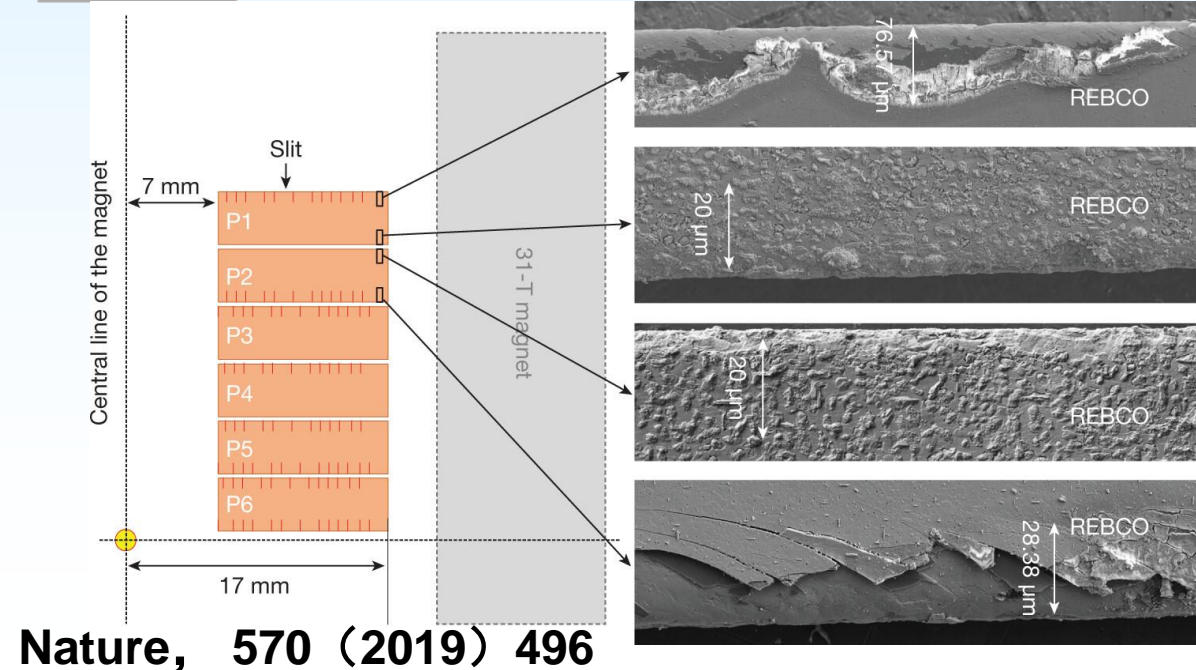 Central line of the magnet
7 mm
Slit
P1
P2
P3
P4
P5
P6
17 mm
31-T magnet
76.57 µm
REBCO
20 µm
REBCO
20 µm
REBCO
28.38 µm
REBCO
Nature， 570（2019）496